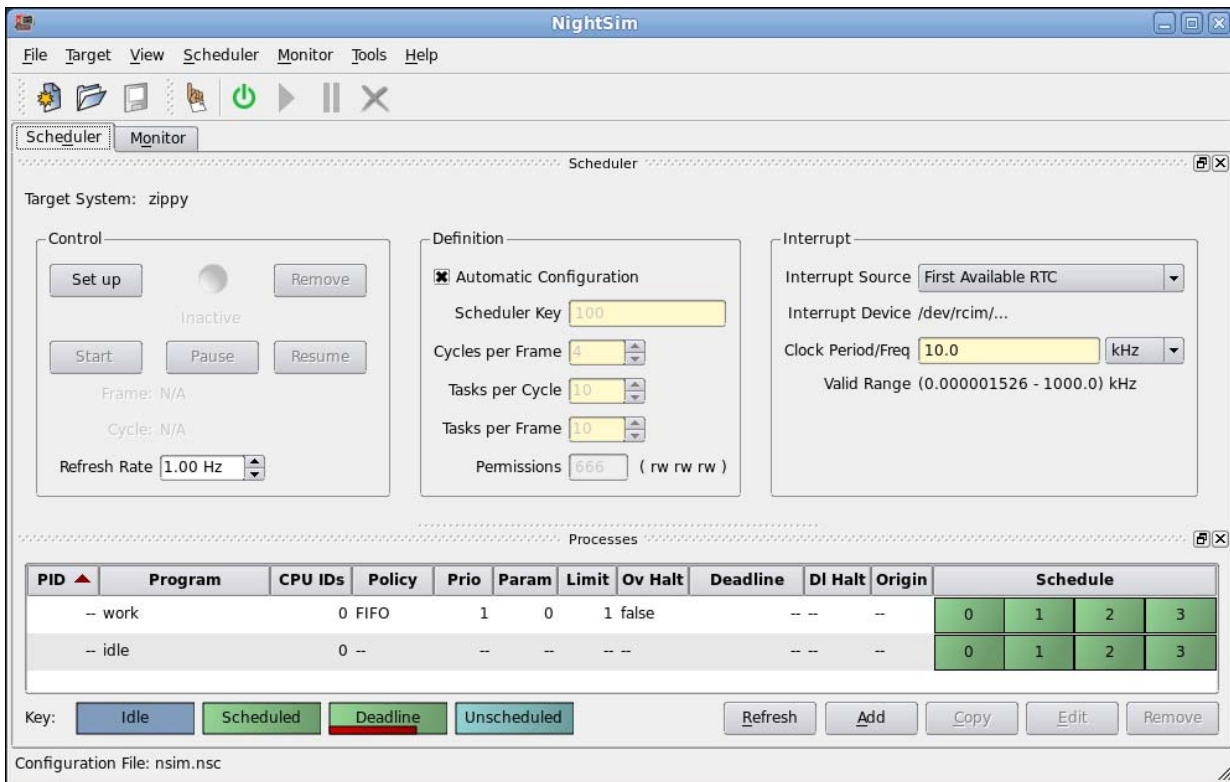 NightSim
File Target View Scheduler Monitor Tools Help
Scheduler Monitor
Scheduler
Target System: zippy
Control
Set up Remove
Inactive
Start Pause Resume
Frame: N/A
Cycle: N/A
Refresh Rate 1.00 Hz
Definition
Automatic Configuration
Scheduler Key 100
Cycles per Frame 4
Tasks per Cycle 10
Tasks per Frame 10
Permissions 666 ( rw rw rw )
Interrupt
Interrupt Source First Available RTC
Interrupt Device /dev/rcim/...
Clock Period/Freq 10.0 kHz
Valid Range (0.000001526 - 1000.0) kHz
Processes
PID Program CPU IDs Policy Prio Param Limit Ov Halt Deadline Dl Halt Origin Schedule
-- work 0 FIFO 1 0 1 false -- -- -- 0 1 2 3
-- idle 0 -- -- -- -- -- -- -- -- 0 1 2 3
Key: Idle Scheduled Deadline Unscheduled Refresh Add Copy Edit Remove
Configuration File: nsim.nsc